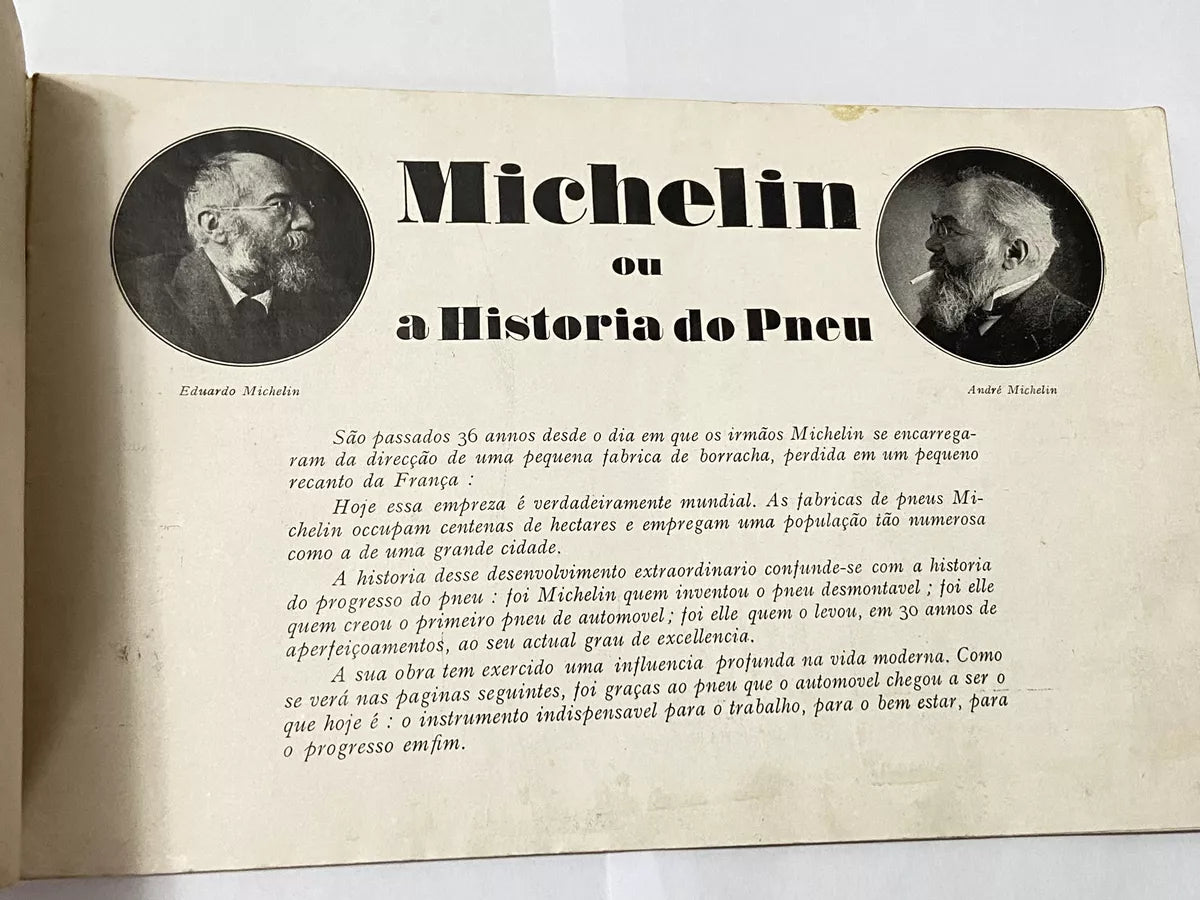 Michelin
ou
a Historia do Pneu
Eduardo Michelin
André Michelin
São passados 36 annos desde o dia em que os irmãos Michelin se encarrega-
ram da direcção de uma pequena fabrica de borracha, perdida em um pequeno
recanto da França :
Hoje essa empreza é verdadeiramente mundial. As fabricas de pneus Mi-
chelin occupam centenas de hectares e empregam uma população tão numerosa
como a de uma grande cidade.
A historia desse desenvolvimento extraordinario confunde-se com a historia
do progresso do pneu : foi Michelin quem inventou o pneu desmontavel ; foi elle
quem creou o primeiro pneu de automovel ; foi elle quem o levou, em 30 annos de
aperfeiçoamentos, ao seu actual grau de excellencia.
A sua obra tem exercido uma influencia profunda na vida moderna. Como
se verá nas paginas seguintes, foi graças ao pneu que o automovel chegou a ser o
que hoje é : o instrumento indispensavel para o trabalho, para o bem estar, para
o progresso emfim.